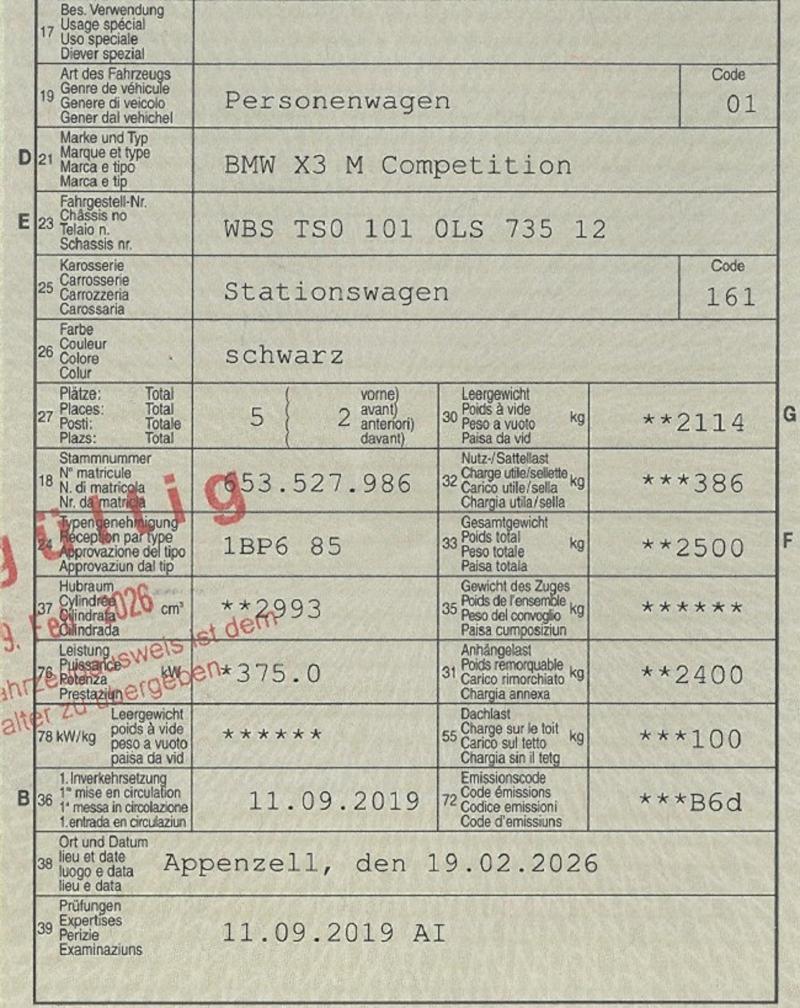 17 Bes. Verwendung
Usage spécial
Uso speciale
Diever spezial
19 Art des Fahrzeugs
Genre de véhicule
Genere di veicolo
Gener dal vehichel
Personenwagen
Code
01
D 21 Marke und Typ
Marque et type
Marca e tipo
Marca e tip
BMW X3 M Competition
E 23 Fahrgestell-Nr.
Châssis no
Telaio n.
Schassis nr.
WBS TS0 101 0LS 735 12
25 Karosserie
Carrosserie
Carrozzeria
Carossaria
Stationswagen
Code
161
26 Farbe
Couleur
Colore
Colur
schwarz
27 Plätze: Total
Places: Total
Posti: Totale
Plazs: Total
5 ( 2 vorne)
avant)
anteriori)
davant)
30 Leergewicht
Poids à vide
Peso a vuoto
Paisa da vid
kg
**2114
G
18 Stammnummer
N° matricule
N. di matricola
Nr. da matricla
653.527.986
32 Nutz-/Sattellast
Charge utile/sellette
Carico utile/sella
Chargia utila/sella
kg
***386
24 Typengenehmigung
Réception par type
Approvazione del tipo
Approvaziun dal tip
1BP6 85
33 Gesamtgewicht
Poids total
Peso totale
Paisa totala
kg
**2500
F
37 Hubraum
Cylindrée
Cilindrata
Cilindrada
cm³
**2993
35 Gewicht des Zuges
Poids de l'ensemble
Peso del convoglio
Paisa cumposiziun
kg
******
76 Leistung
Puissance
Potenza
Prestaziun
kW
*375.0
31 Anhängelast
Poids remorquable
Carico rimorchiato
Chargia annexa
kg
**2400
78 kW/kg
Leergewicht
poids à vide
peso a vuoto
paisa da vid
******
55 Dachlast
Charge sur le toit
Carico sul tetto
Chargia sin il tetg
kg
***100
B 36 1. Inverkehrsetzung
1re mise en circulation
1a messa in circolazione
1. entrada en circulaziun
11.09.2019
72 Emissionscode
Code émissions
Codice emissioni
Code d'emissiuns
***B6d
38 Ort und Datum
lieu et date
luogo e data
lieu e data
Appenzell, den 19.02.2026
39 Prüfungen
Expertises
Perizie
Examinaziuns
11.09.2019 AI
gültig
9. Feb. 2026
ahrzeugausweis ist dem
alter zu übergeben